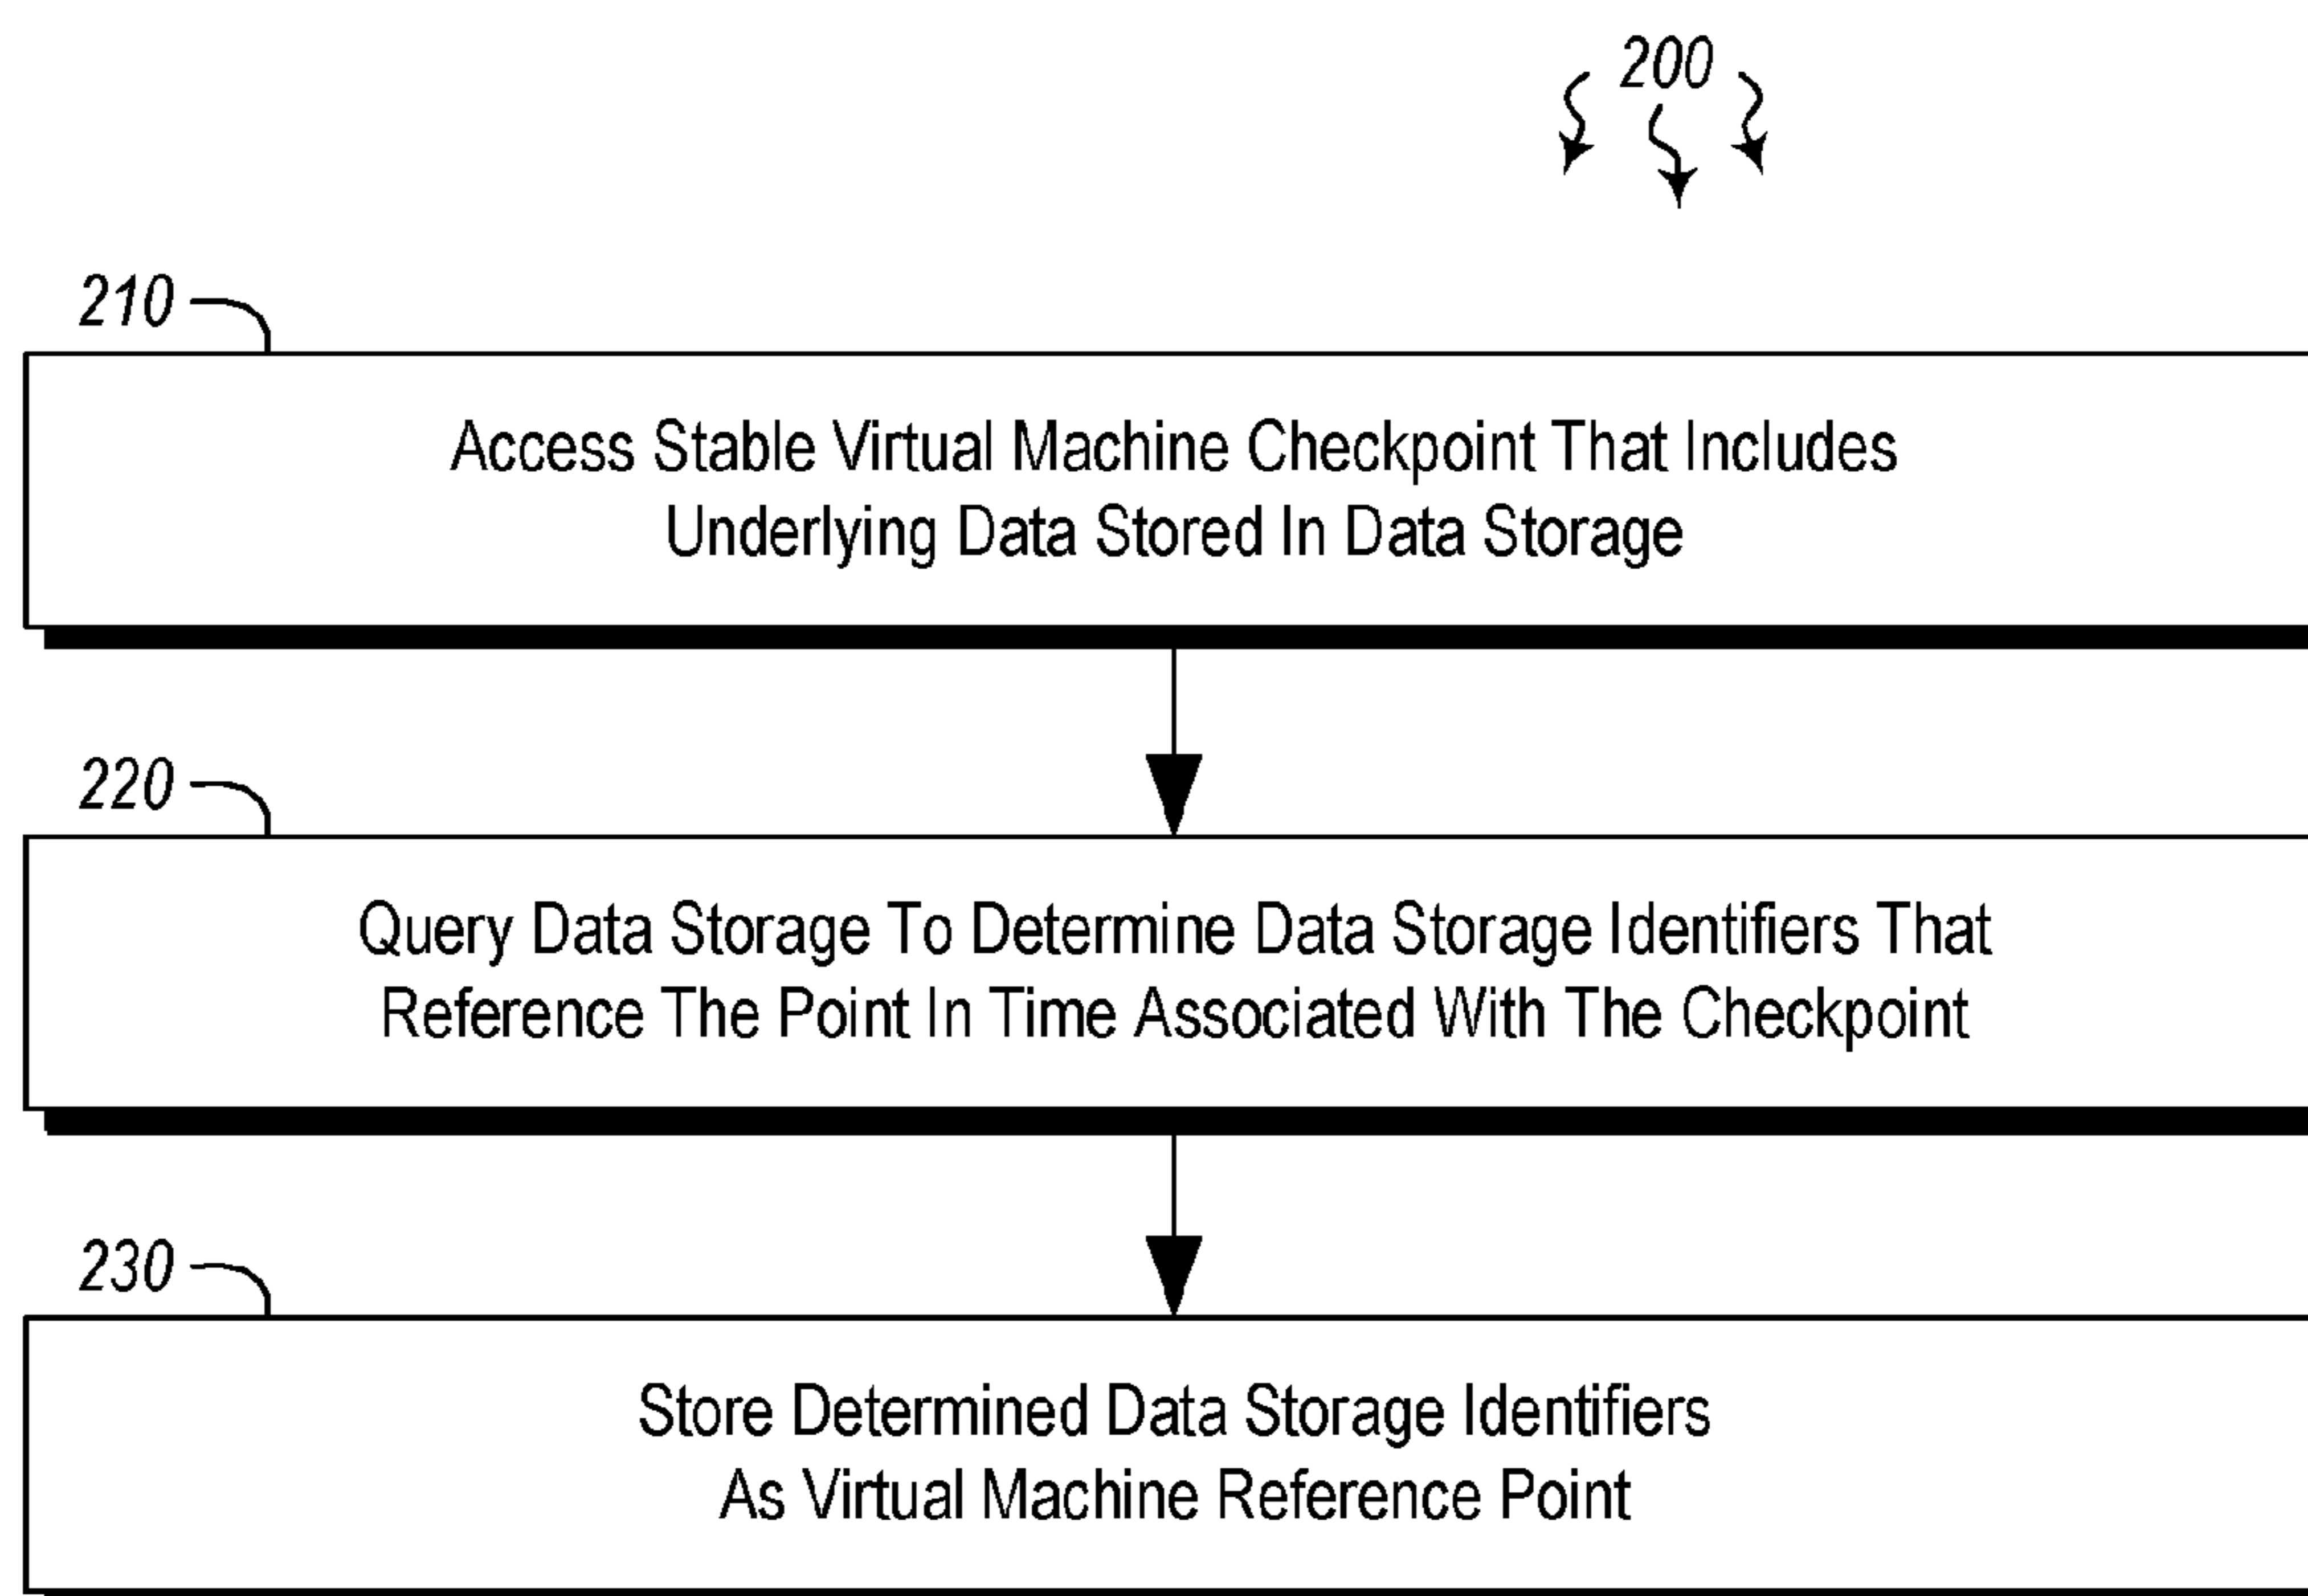 200
210
Access Stable Virtual Machine Checkpoint That Includes
Underlying Data Stored In Data Storage
220
Query Data Storage To Determine Data Storage Identifiers That
Reference The Point In Time Associated With The Checkpoint
230
Store Determined Data Storage Identifiers
As Virtual Machine Reference Point